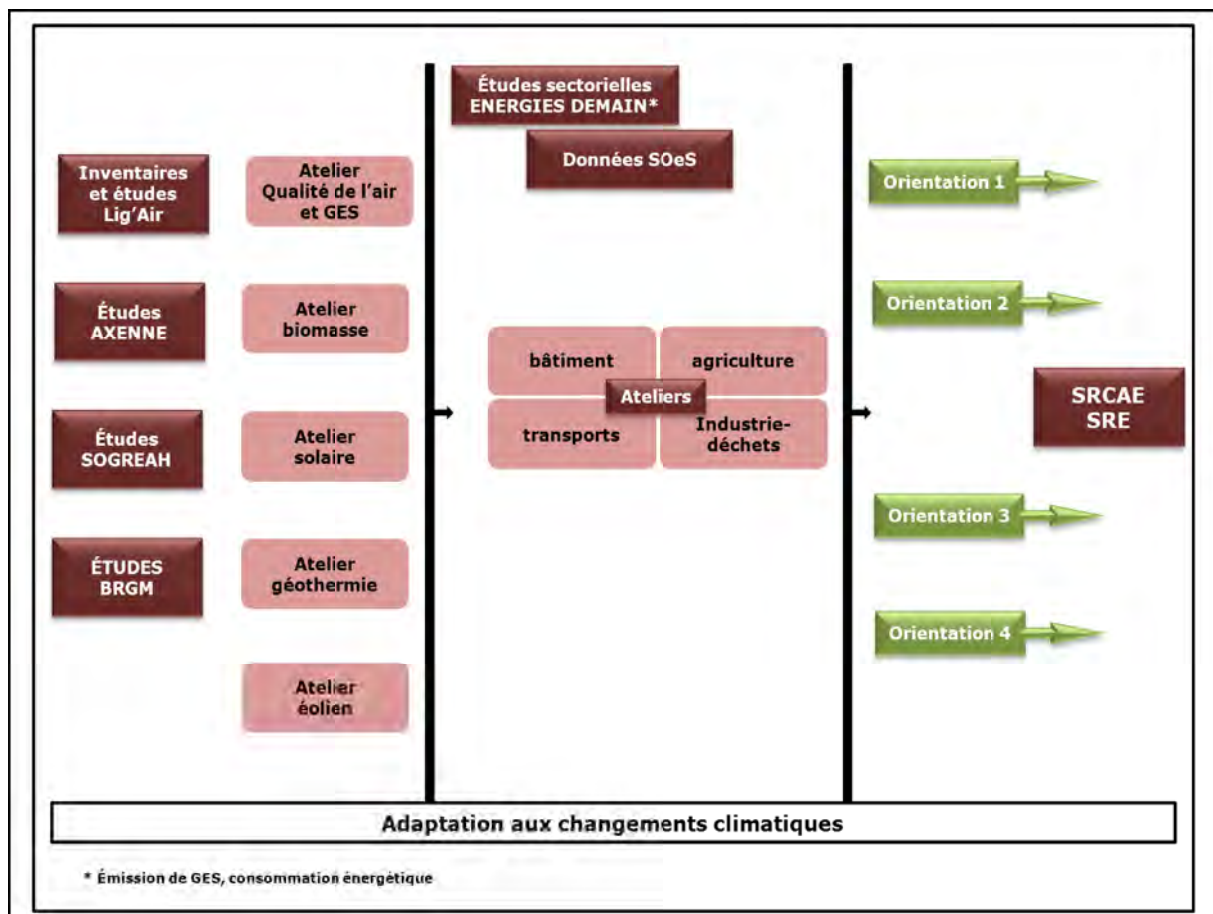 Inventaires
et études
Lig’Air
Atelier
Qualité de l’air
et GES
Études
AXENNE
Atelier
biomasse
Études
SOGREAH
Atelier
solaire
ÉTUDES
BRGM
Atelier
géothermie
Atelier
éolien
Études sectorielles
ENERGIES DEMAIN*
Données SOeS
bâtiment
agriculture
Ateliers
transports
Industrie-
déchets
Orientation 1
Orientation 2
SRCAE
SRE
Orientation 3
Orientation 4
Adaptation aux changements climatiques
* Émission de GES, consommation énergétique